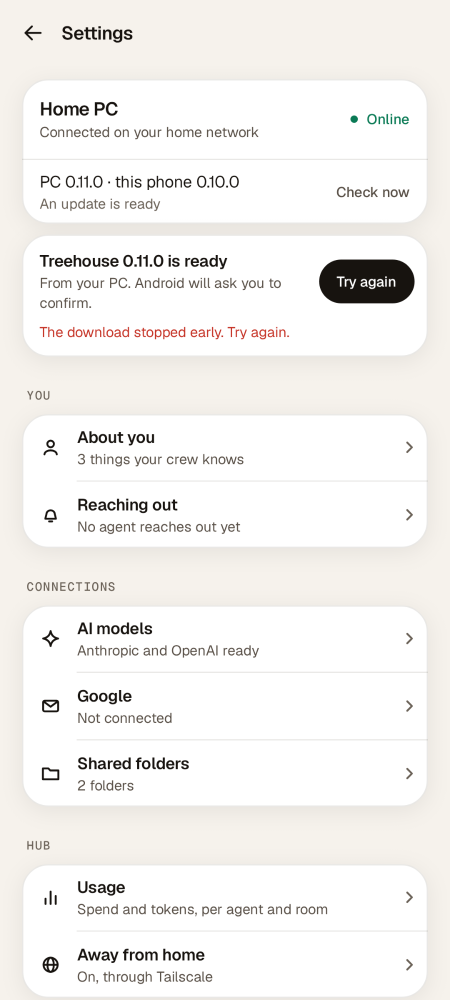 Settings
Home PC
Connected on your home network
Online
PC 0.11.0 · this phone 0.10.0
An update is ready
Check now
Treehouse 0.11.0 is ready
From your PC. Android will ask you to
confirm.
Try again
The download stopped early. Try again.
YOU
About you
3 things your crew knows
Reaching out
No agent reaches out yet
CONNECTIONS
AI models
Anthropic and OpenAI ready
Google
Not connected
Shared folders
2 folders
HUB
Usage
Spend and tokens, per agent and room
Away from home
On, through Tailscale